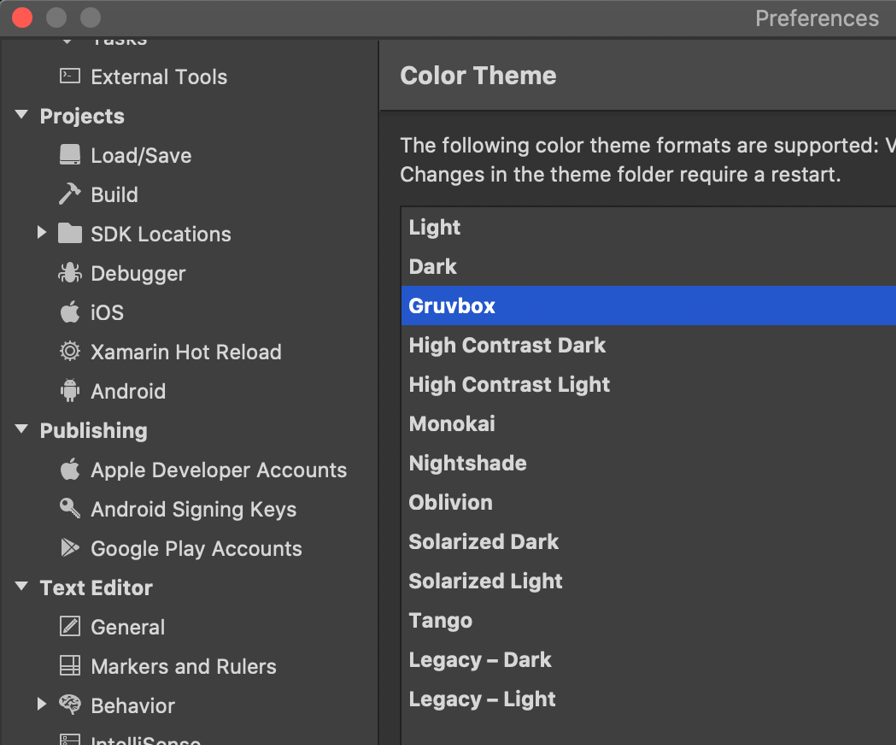 Preferences
Tasks
External Tools
Projects
Load/Save
Build
SDK Locations
Debugger
iOS
Xamarin Hot Reload
Android
Publishing
Apple Developer Accounts
Android Signing Keys
Google Play Accounts
Text Editor
General
Markers and Rulers
Behavior
IntelliSense
Color Theme
The following color theme formats are supported: V
Changes in the theme folder require a restart.
Light
Dark
Gruvbox
High Contrast Dark
High Contrast Light
Monokai
Nightshade
Oblivion
Solarized Dark
Solarized Light
Tango
Legacy – Dark
Legacy – Light